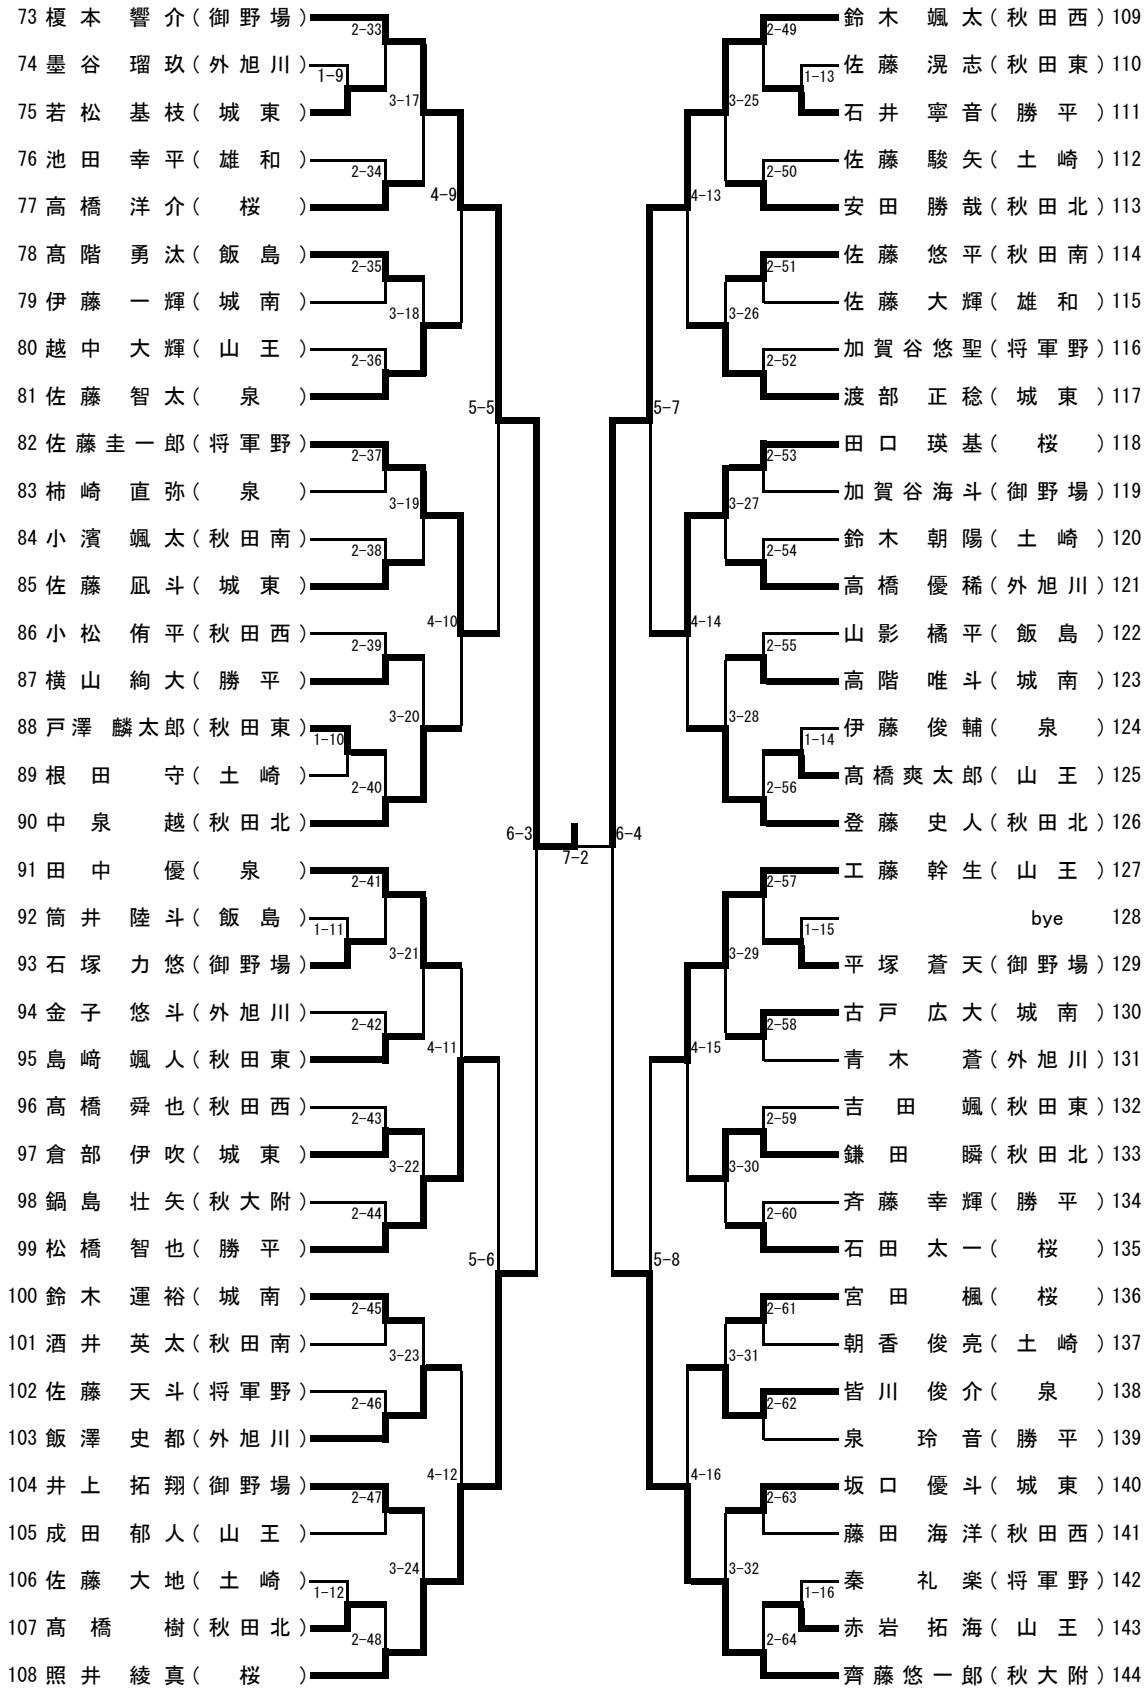 73 榎本 響介 (御野場)
74 墨谷 瑠玖 (外旭川)
75 若松 基枝 (城東)
76 池田 幸平 (雄和)
77 高橋 洋介 (桜)
78 髙階 勇汰 (飯島)
79 伊藤 一輝 (城南)
80 越中 大輝 (山王)
81 佐藤 智太 (泉)
82 佐藤圭一郎 (将軍野)
83 柿崎 直弥 (泉)
84 小濱 颯太 (秋田南)
85 佐藤 凪斗 (城東)
86 小松 侑平 (秋田西)
87 横山 絢大 (勝平)
88 戸澤 麟太郎 (秋田東)
89 根田 守 (土崎)
90 中泉 越 (秋田北)
91 田中 優 (泉)
92 筒井 陸斗 (飯島)
93 石塚 力悠 (御野場)
94 金子 悠斗 (外旭川)
95 島﨑 颯人 (秋田東)
96 髙橋 舜也 (秋田西)
97 倉部 伊吹 (城東)
98 鍋島 壮矢 (秋大附)
99 松橋 智也 (勝平)
100 鈴木 運裕 (城南)
101 酒井 英太 (秋田南)
102 佐藤 天斗 (将軍野)
103 飯澤 史都 (外旭川)
104 井上 拓翔 (御野場)
105 成田 郁人 (山王)
106 佐藤 大地 (土崎)
107 髙橋 樹 (秋田北)
108 照井 綾真 (桜)
1-9
1-10
1-11
1-12
2-33
2-34
2-35
2-36
2-37
2-38
2-39
2-40
2-41
2-42
2-43
2-44
2-45
2-46
2-47
2-48
3-17
3-18
3-19
3-20
3-21
3-22
3-23
3-24
4-9
4-10
4-11
4-12
5-5
5-6
6-3
7-2
6-4
5-7
5-8
4-13
4-14
4-15
4-16
3-25
3-26
3-27
3-28
3-29
3-30
3-31
3-32
2-49
2-50
2-51
2-52
2-53
2-54
2-55
2-56
2-57
2-58
2-59
2-60
2-61
2-62
2-63
2-64
1-13
1-14
1-15
1-16
鈴木 颯太 (秋田西) 109
佐藤 滉志 (秋田東) 110
石井 寧音 (勝平) 111
佐藤 駿矢 (土崎) 112
安田 勝哉 (秋田北) 113
佐藤 悠平 (秋田南) 114
佐藤 大輝 (雄和) 115
加賀谷悠聖 (将軍野) 116
渡部 正稔 (城東) 117
田口 瑛基 (桜) 118
加賀谷海斗 (御野場) 119
鈴木 朝陽 (土崎) 120
高橋 優稀 (外旭川) 121
山影 橘平 (飯島) 122
高階 唯斗 (城南) 123
伊藤 俊輔 (泉) 124
髙橋爽太郎 (山王) 125
登藤 史人 (秋田北) 126
工藤 幹生 (山王) 127
bye 128
平塚 蒼天 (御野場) 129
古戸 広大 (城南) 130
青木 蒼 (外旭川) 131
吉田 颯 (秋田東) 132
鎌田 瞬 (秋田北) 133
斉藤 幸輝 (勝平) 134
石田 太一 (桜) 135
宮田 楓 (桜) 136
朝香 俊亮 (土崎) 137
皆川 俊介 (泉) 138
泉 玲音 (勝平) 139
坂口 優斗 (城東) 140
藤田 海洋 (秋田西) 141
秦 礼楽 (将軍野) 142
赤岩 拓海 (山王) 143
齊藤悠一郎 (秋大附) 144